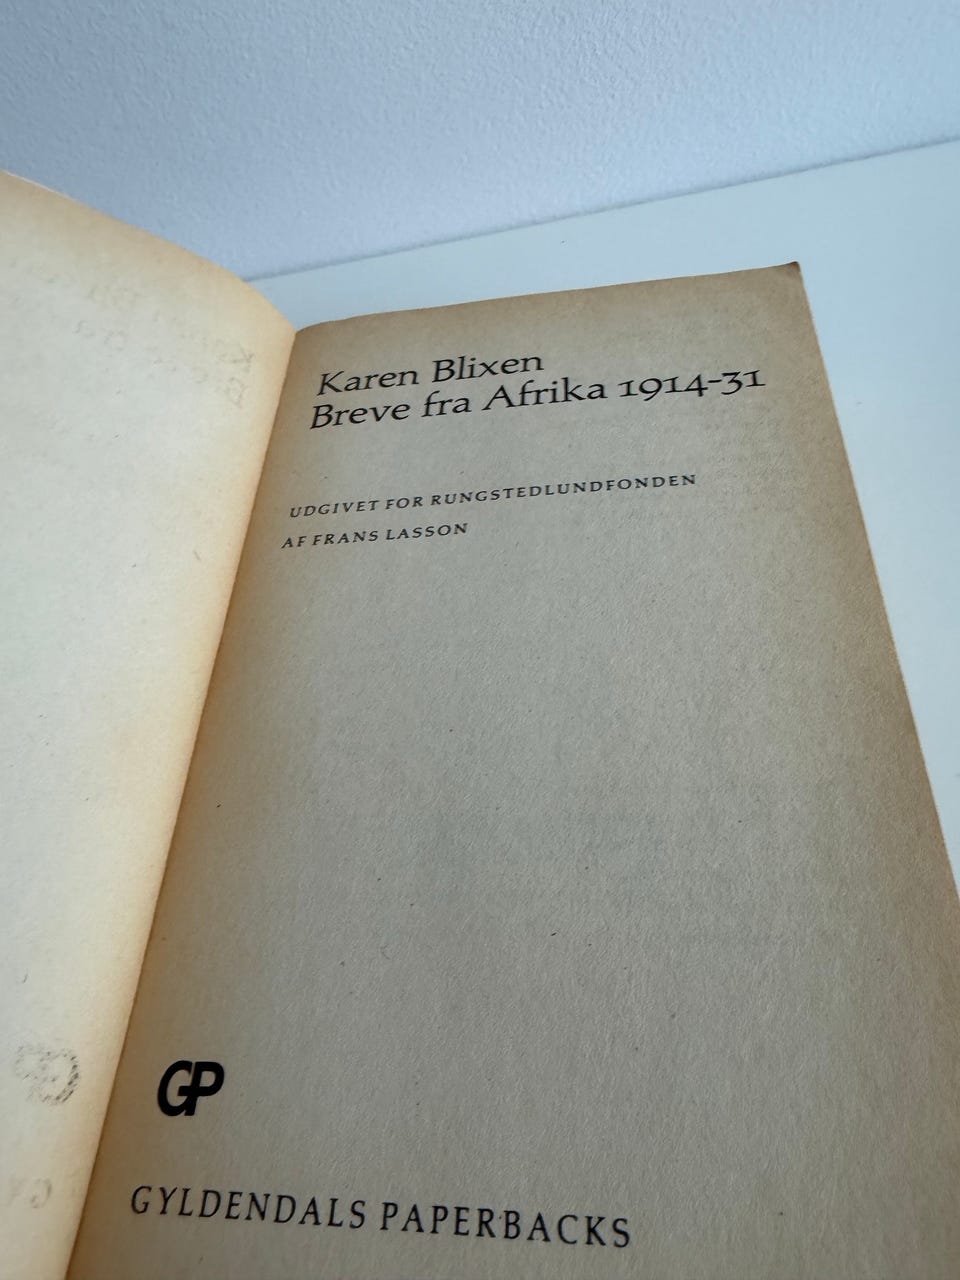 Karen Blixen
Breve fra Afrika 1914-31
UDGIVET FOR RUNGSTEDLUNDFONDEN
AF FRANS LASSON
GP
GYLDENDALS PAPERBACKS